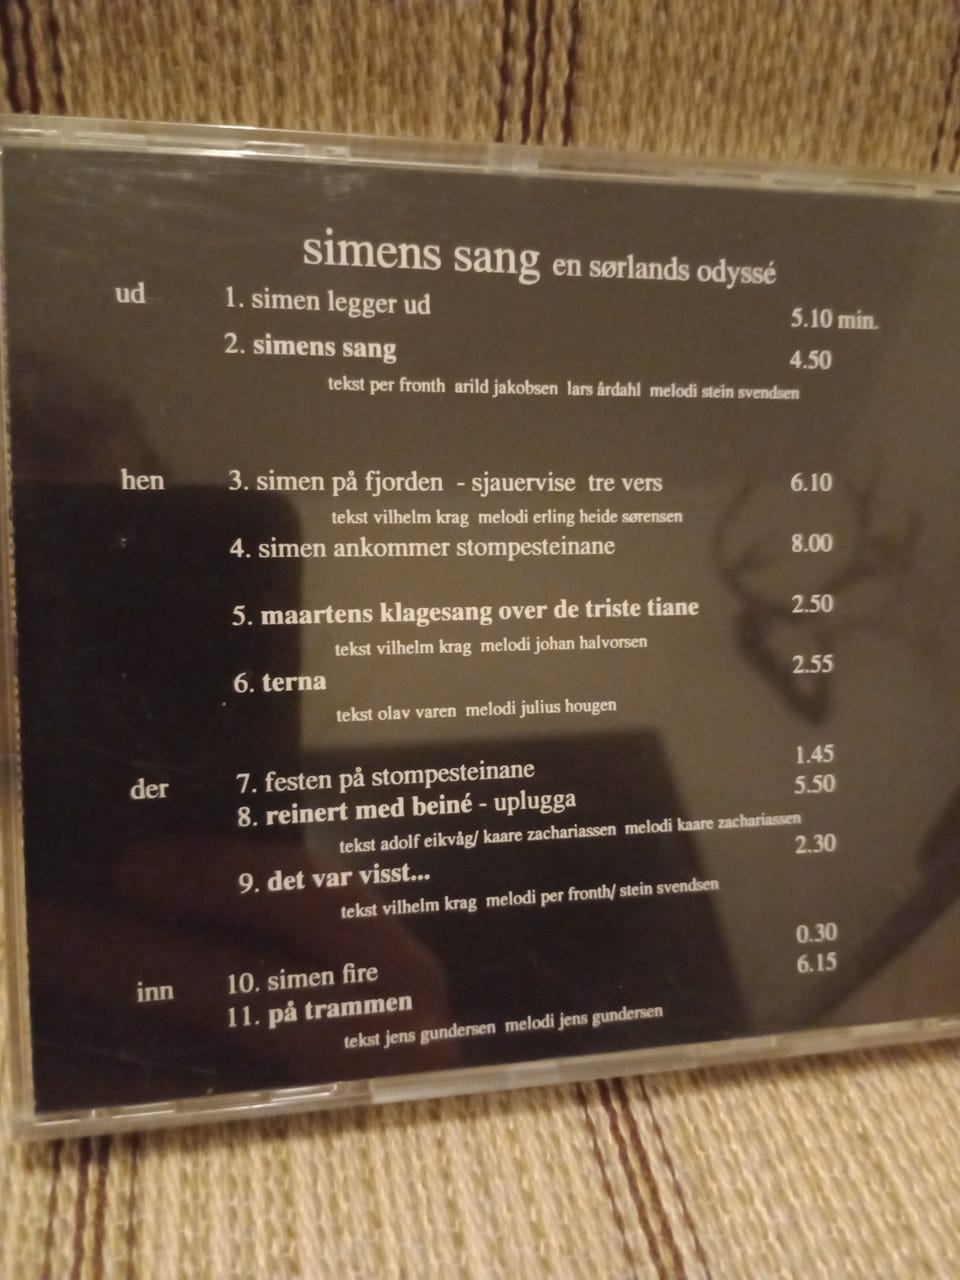 simens sang en sørlands odyssé
ud 1. simen legger ud 5.10 min.
2. simens sang 4.50
tekst per fronth arild jakobsen lars årdahl melodi stein svendsen
hen 3. simen på fjorden - sjauervise tre vers 6.10
tekst vilhelm krag melodi erling heide sørensen
4. simen ankommer stompesteinane 8.00
5. maartens klagesang over de triste tiane 2.50
tekst vilhelm krag melodi johan halvorsen
6. terna 2.55
tekst olav varen melodi julius hougen
der 7. festen på stompesteinane 1.45
8. reinert med beiné - uplugga 5.50
tekst adolf eikvåg/ kaare zachariassen melodi kaare zachariassen
9. det var visst... 2.30
tekst vilhelm krag melodi per fronth/ stein svendsen
inn 10. simen fire 0.30
11. på trammen 6.15
tekst jens gundersen melodi jens gundersen